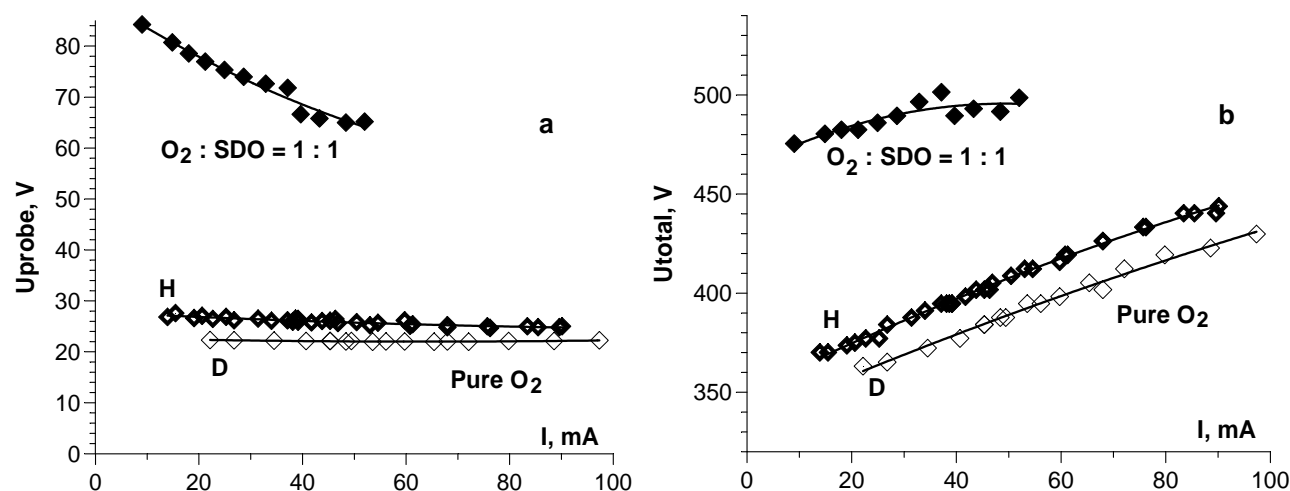 Uprobe, V
80
70
60
50
40
30
20
10
0
a
O2 : SDO = 1 : 1
H
D
Pure O2
I, mA
0 20 40 60 80 100
Utotal, V
500
450
400
350
b
O2 : SDO = 1 : 1
H
D
Pure O2
I, mA
0 20 40 60 80 100